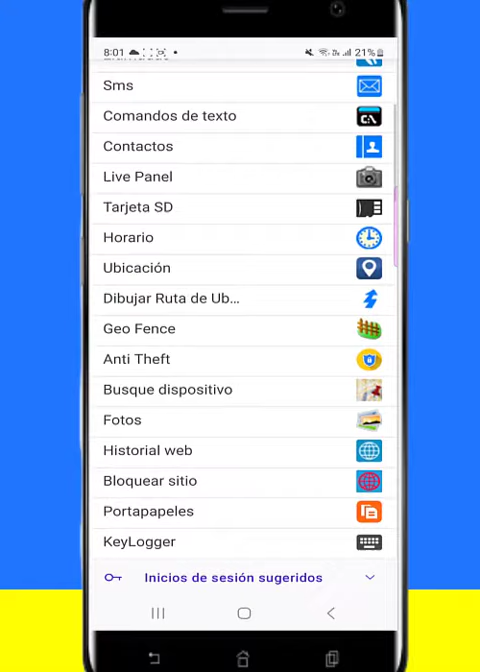 8:01
21%
Sms
Comandos de texto
Contactos
Live Panel
Tarjeta SD
Horario
Ubicación
Dibujar Ruta de Ub...
Geo Fence
Anti Theft
Busque dispositivo
Fotos
Historial web
Bloquear sitio
Portapapeles
KeyLogger
Inicios de sesión sugeridos